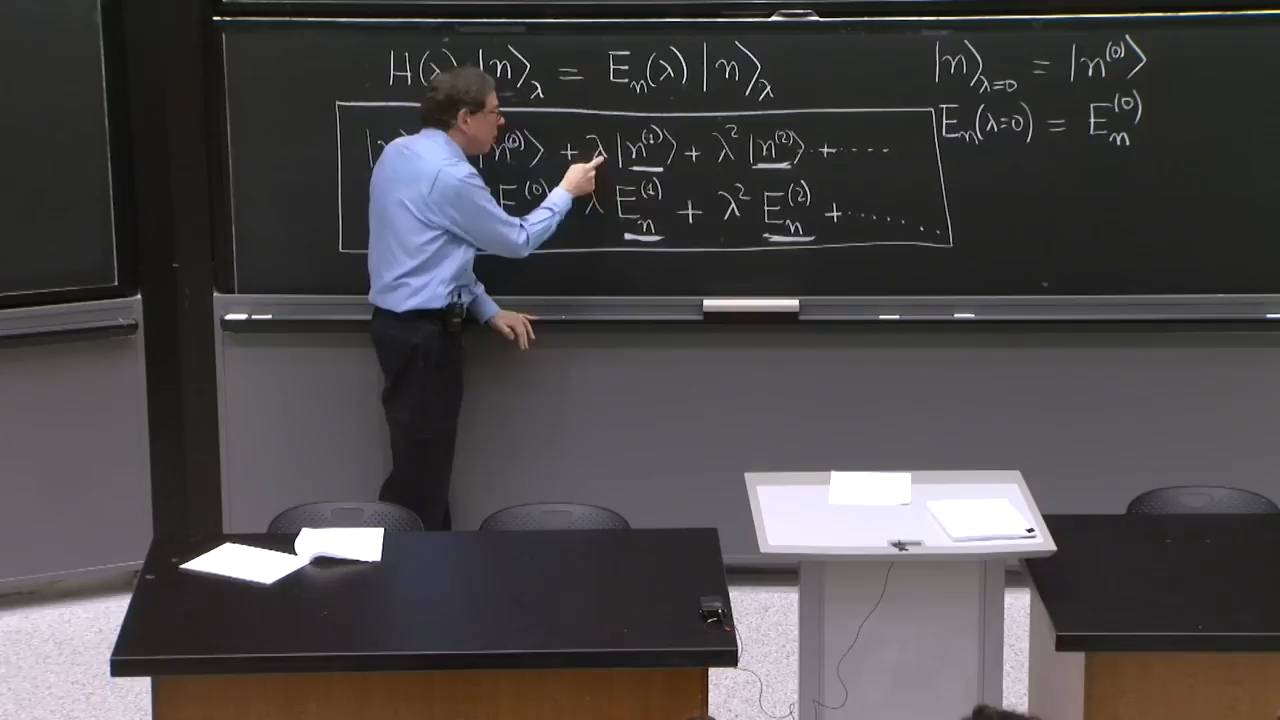 H(λ) |n⟩_λ = E_n(λ) |n⟩_λ
|n^(0)⟩ + λ |n^(1)⟩ + λ² |n^(2)⟩ + .....
E^(0) λ E_n^(1) + λ² E_n^(2) + .......
|n⟩_{λ=0} = |n^(0)⟩
E_n(λ=0) = E_n^(0)